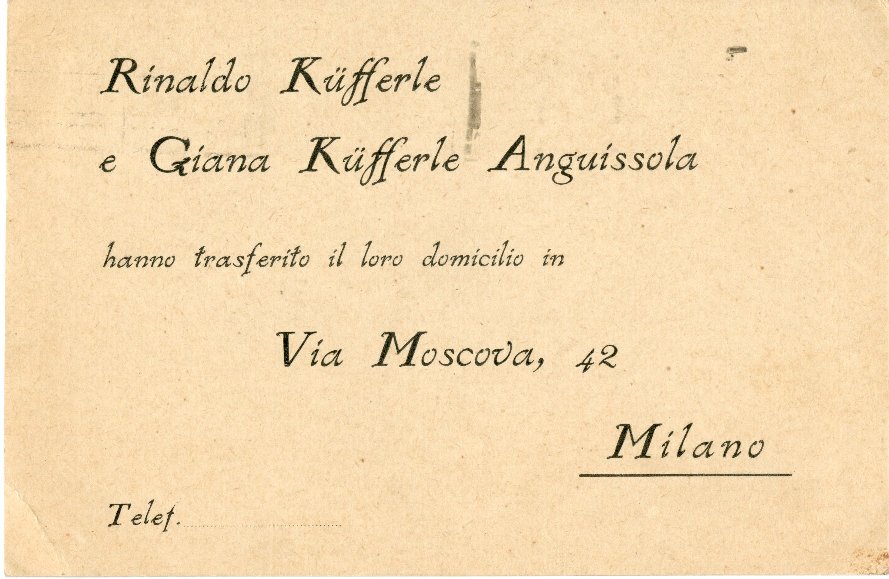 Rinaldo Küfferle
e Giana Küfferle Anguissola
hanno trasferito il loro domicilio in
Via Moscova, 42
Milano
Telef.